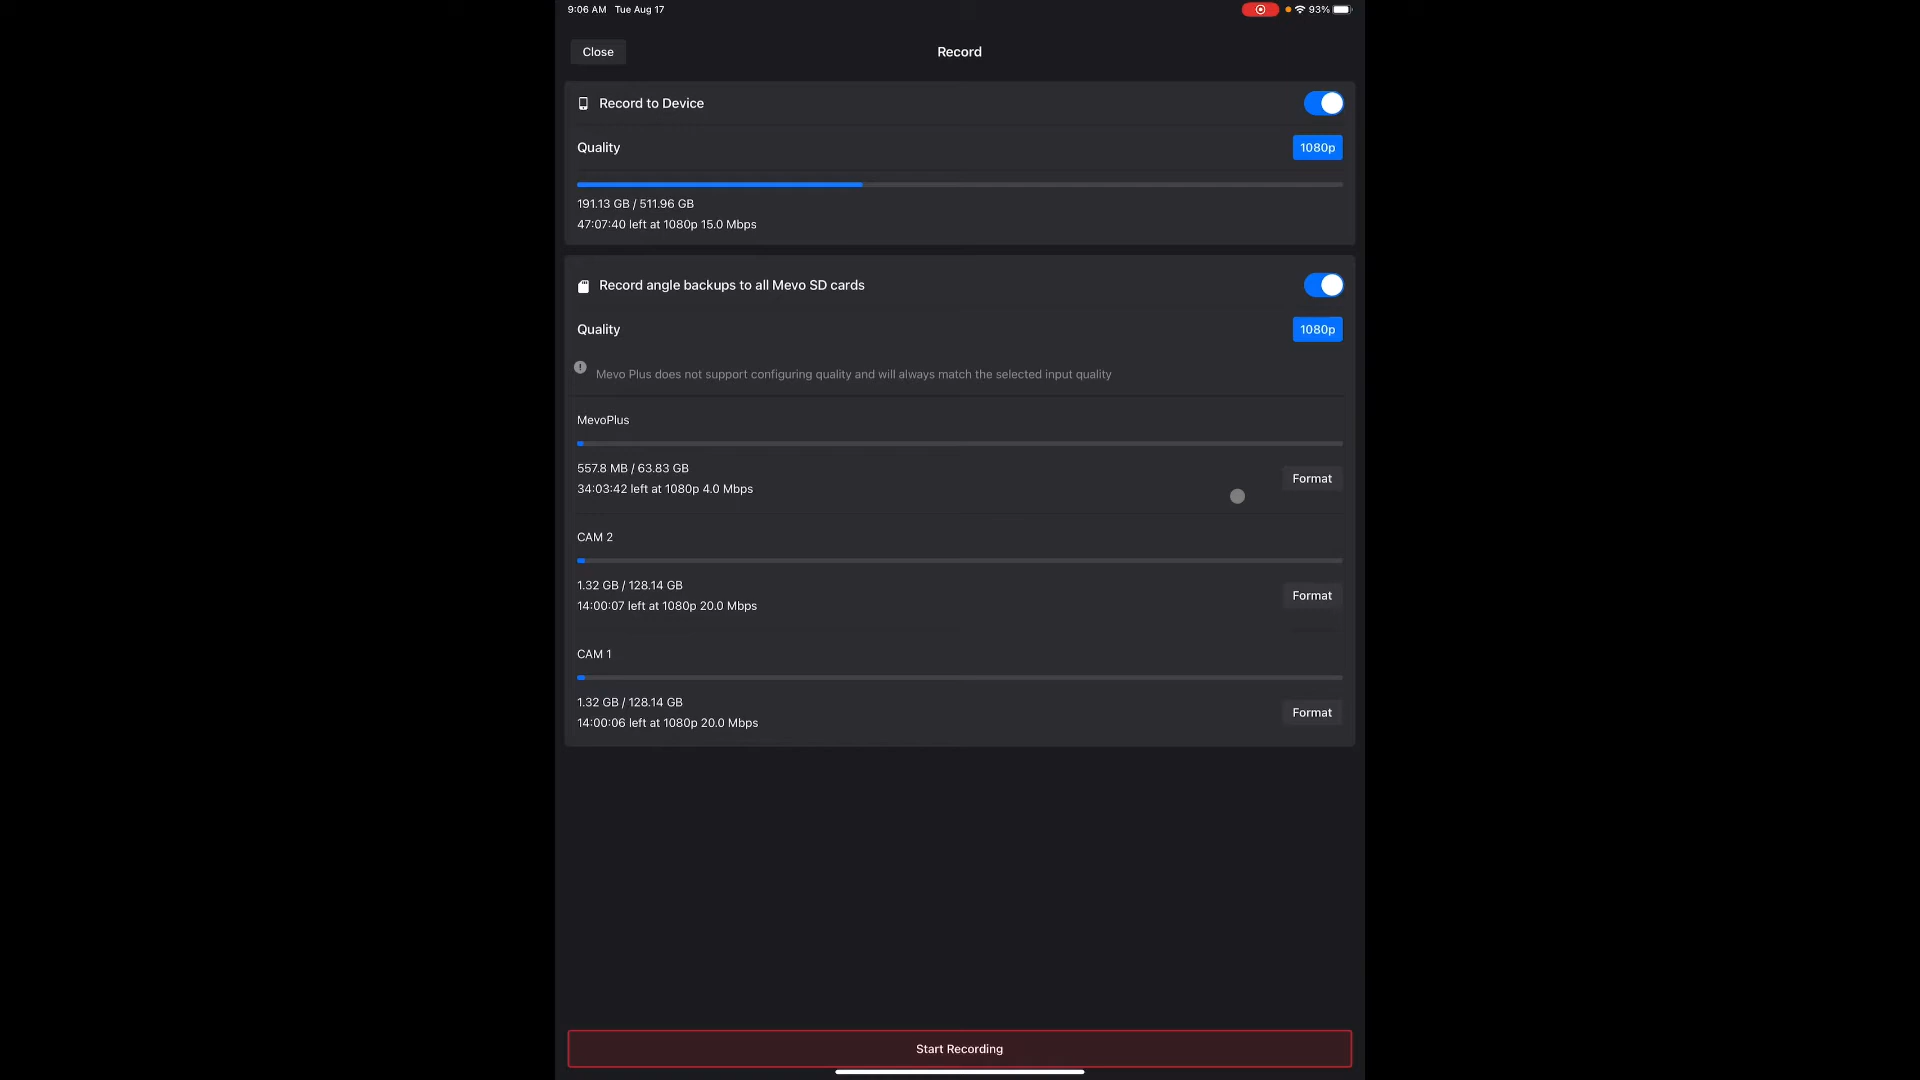 9:06 AM Tue Aug 17
93%
Close
Record
Record to Device
Quality
1080p
191.13 GB / 511.96 GB
47:07:40 left at 1080p 15.0 Mbps
Record angle backups to all Mevo SD cards
Quality
1080p
Mevo Plus does not support configuring quality and will always match the selected input quality
MevoPlus
557.8 MB / 63.83 GB
34:03:42 left at 1080p 4.0 Mbps
Format
CAM 2
1.32 GB / 128.14 GB
14:00:07 left at 1080p 20.0 Mbps
Format
CAM 1
1.32 GB / 128.14 GB
14:00:06 left at 1080p 20.0 Mbps
Format
Start Recording